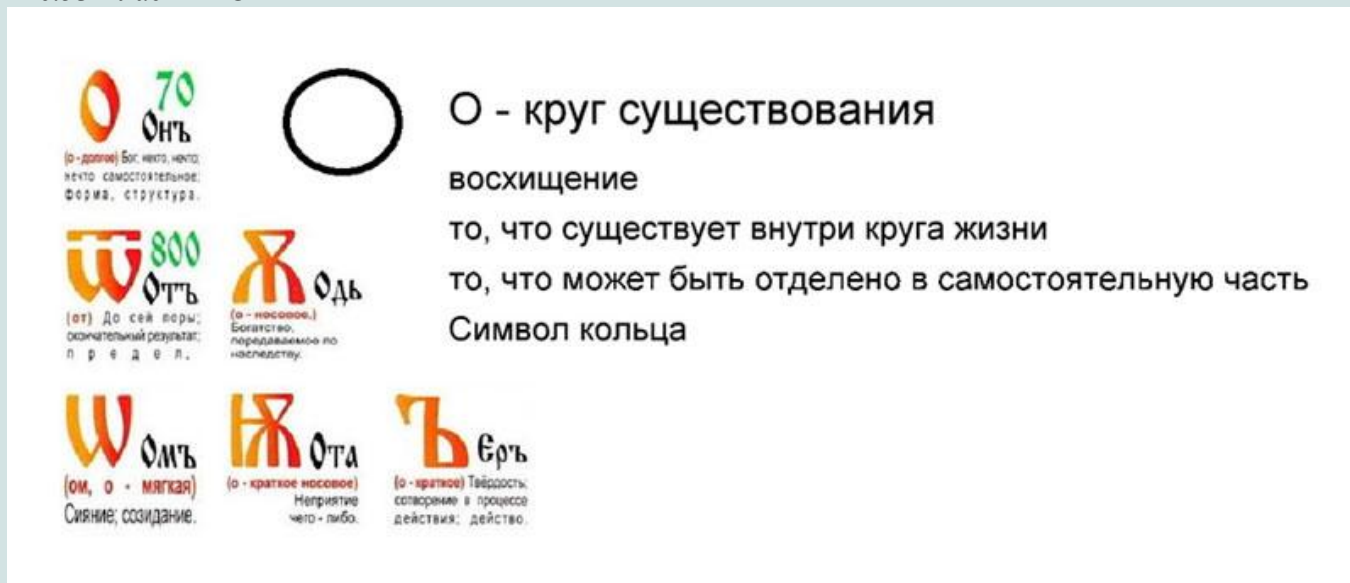 О 70
Онъ
(о - долгое) Бог, некто, нечто;
нечто самостоятельное;
форма, структура.
О - круг существования
восхищение
то, что существует внутри круга жизни
то, что может быть отделено в самостоятельную часть
Символ кольца
Ѿ 800
Отъ
(от) До сей поры;
окончательный результат;
предел.
Ѫ Одь
(о - носовое.)
Богатство,
передаваемое по
наследству.
Ѡ Омъ
(ом, о - мягкая)
Сияние; созидание.
Ѭ Ота
(о - краткое носовое)
Неприятие
чего - либо.
Ъ Еръ
(о - краткое) Твёрдость;
сотворение в процессе
действия; действо.